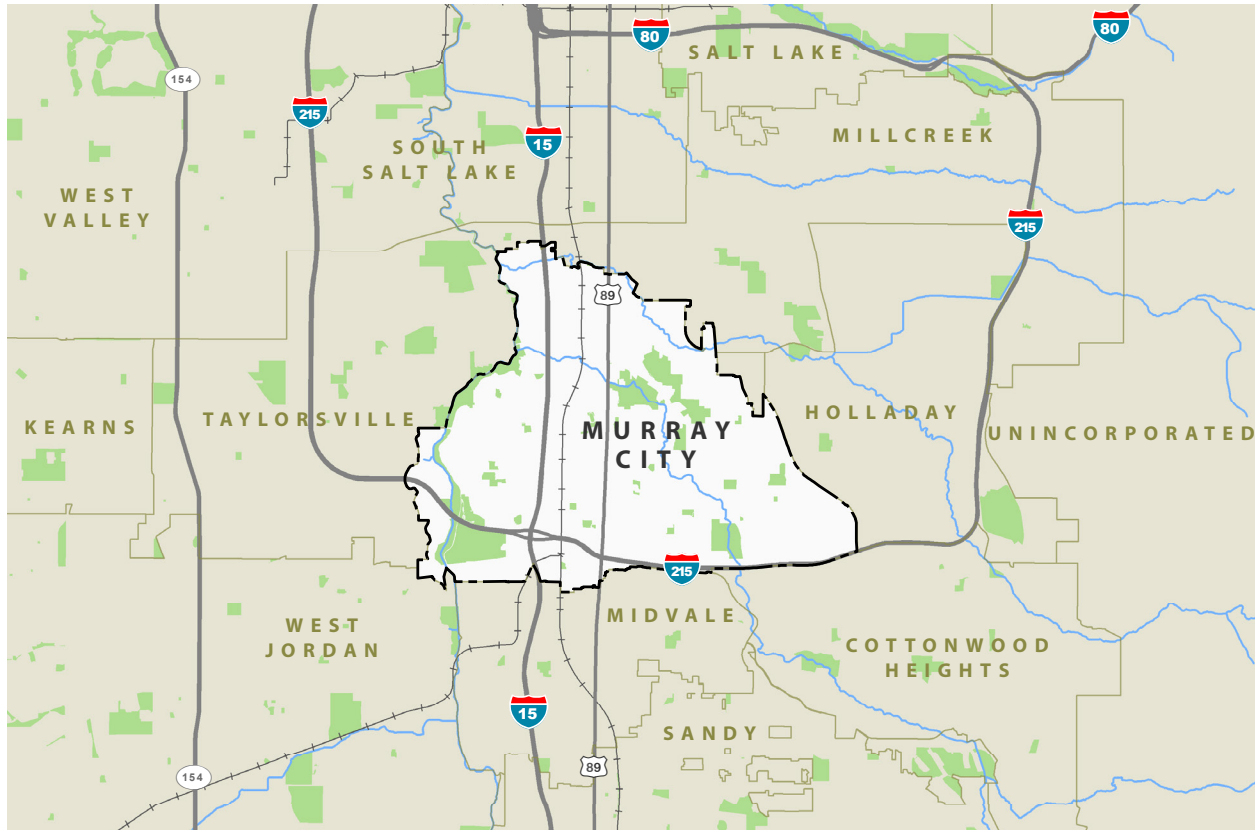 80
80
SALT LAKE
154
215
15
MILLCREEK
SOUTH
SALT LAKE
WEST
VALLEY
215
89
KEARNS
TAYLORSVILLE
MURRAY
CITY
HOLLADAY
UNINCORPORATED
215
MIDVALE
WEST
JORDAN
COTTONWOOD
HEIGHTS
15
SANDY
89
154